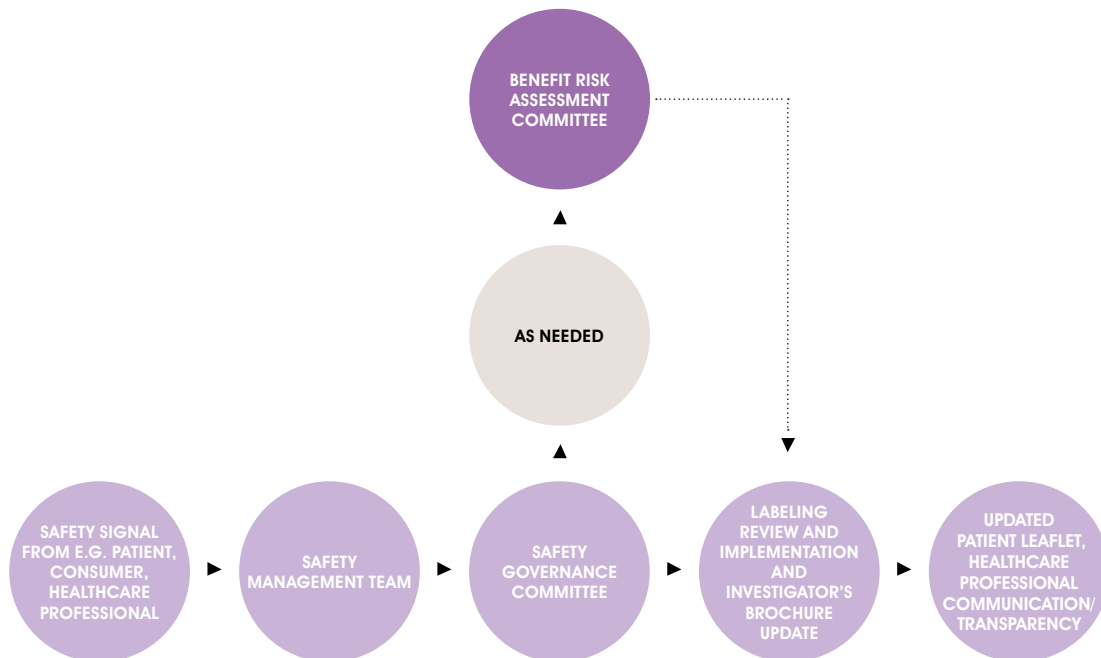 BENEFIT RISK
ASSESSMENT
COMMITTEE
AS NEEDED
SAFETY SIGNAL
FROM E.G. PATIENT,
CONSUMER,
HEALTHCARE
PROFESSIONAL
SAFETY
MANAGEMENT TEAM
SAFETY
GOVERNANCE
COMMITTEE
LABELING
REVIEW AND
IMPLEMENTATION
AND
INVESTIGATOR'S
BROCHURE
UPDATE
UPDATED
PATIENT LEAFLET,
HEALTHCARE
PROFESSIONAL
COMMUNICATION/
TRANSPARENCY